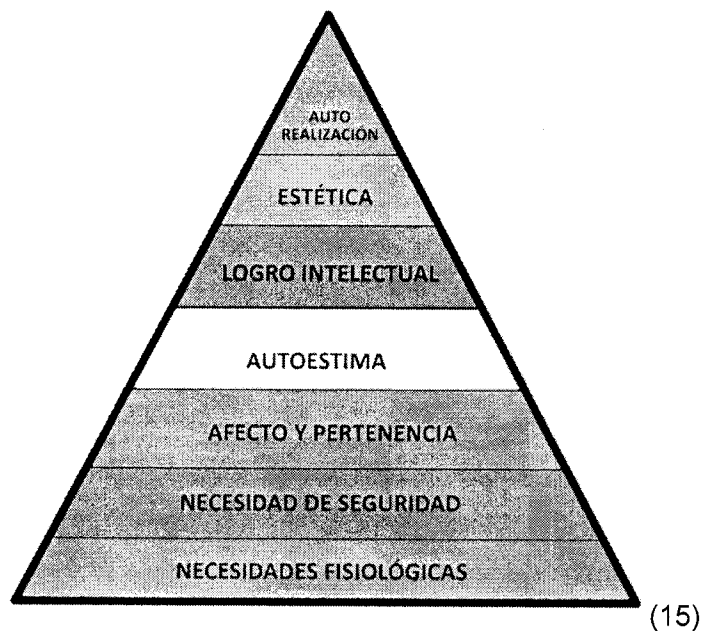 AUTO
REALIZACIÓN
ESTÉTICA
LOGRO INTELECTUAL
AUTOESTIMA
AFECTO Y PERTENENCIA
NECESIDAD DE SEGURIDAD
NECESIDADES FISIOLÓGICAS
(15)